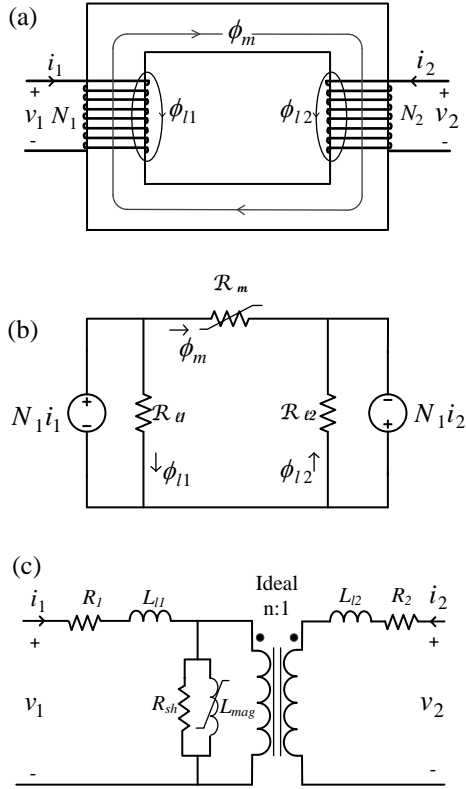 (a)
ϕm
i1 i2
+ +
v1 N1 ϕl1 ϕl2 N2 v2
- -
ℛm
(b)
ϕm
N1i1 + - ℛℓ1 ℛℓ2 - + N1i2
ϕl1 ϕl2
(c)
Ideal
n:1
i1 R1 Ll1 Ll2 R2 i2
+ +
v1 Rsh Lmag v2
- -